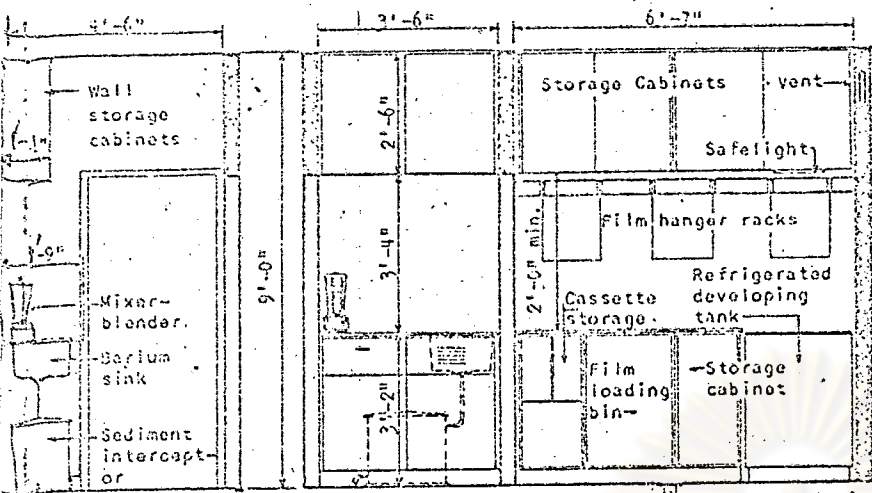 4'-6"
3'-6"
6'-7"
Wall
storage
cabinets
Storage Cabinets
Vent
2'-6"
Safelight
Film hanger racks
3'-4"
9'-0"
2'-0" min.
Mixer-
blender.
Barium
sink
Cassette
storage.
Refrigerated
developing
tank
Film
loading
bin
Storage
cabinet
3'-2"
Sediment
intercept-
or